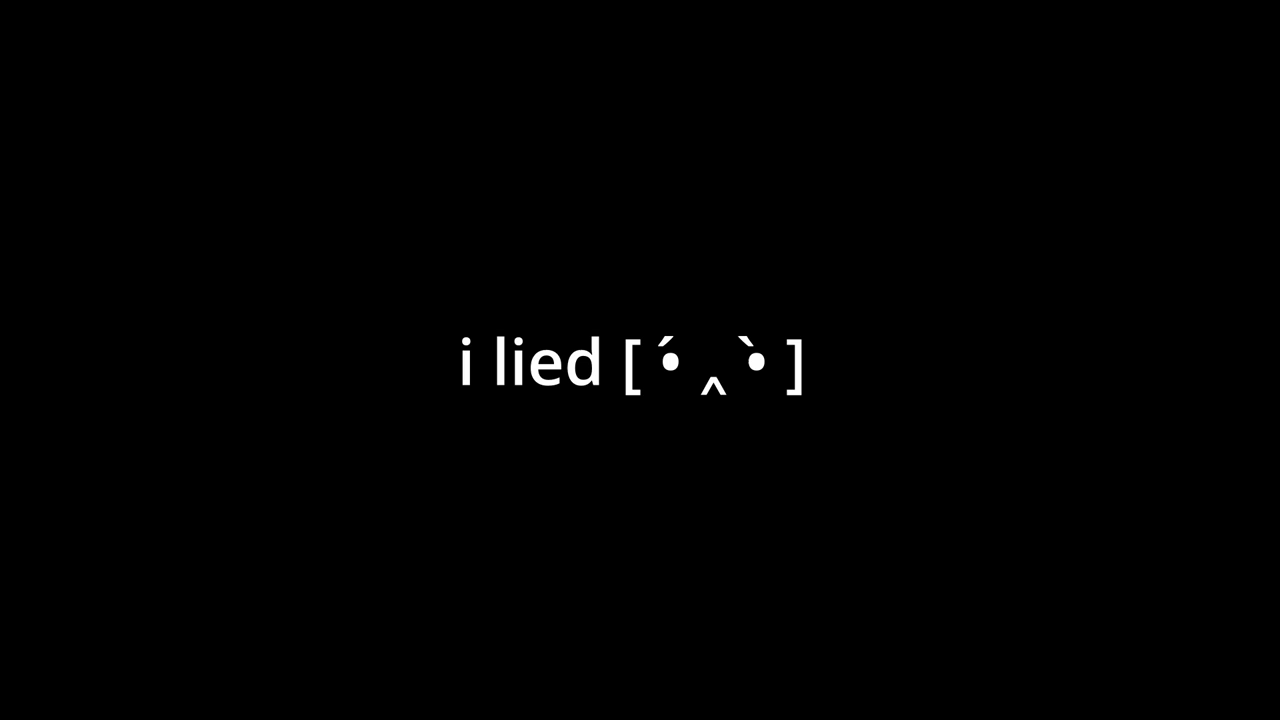 i lied [ •́ ‸ •̀ ]